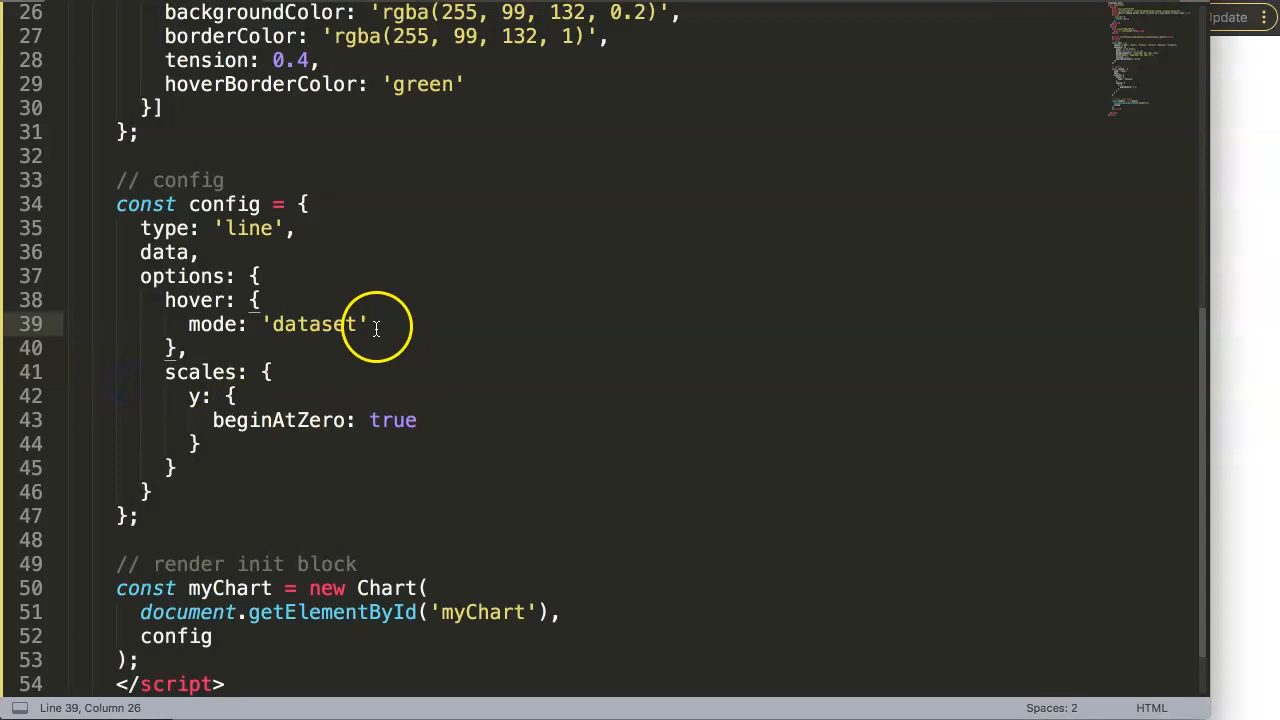 26 backgroundColor: 'rgba(255, 99, 132, 0.2)',
27 borderColor: 'rgba(255, 99, 132, 1)',
28 tension: 0.4,
29 hoverBorderColor: 'green'
30 }]
31 };
32
33 // config
34 const config = {
35 type: 'line',
36 data,
37 options: {
38 hover: {
39 mode: 'dataset'
40 },
41 scales: {
42 y: {
43 beginAtZero: true
44 }
45 }
46 }
47 };
48
49 // render init block
50 const myChart = new Chart(
51 document.getElementById('myChart'),
52 config
53 );
54 </script>
Update
Line 39, Column 26
Spaces: 2
HTML